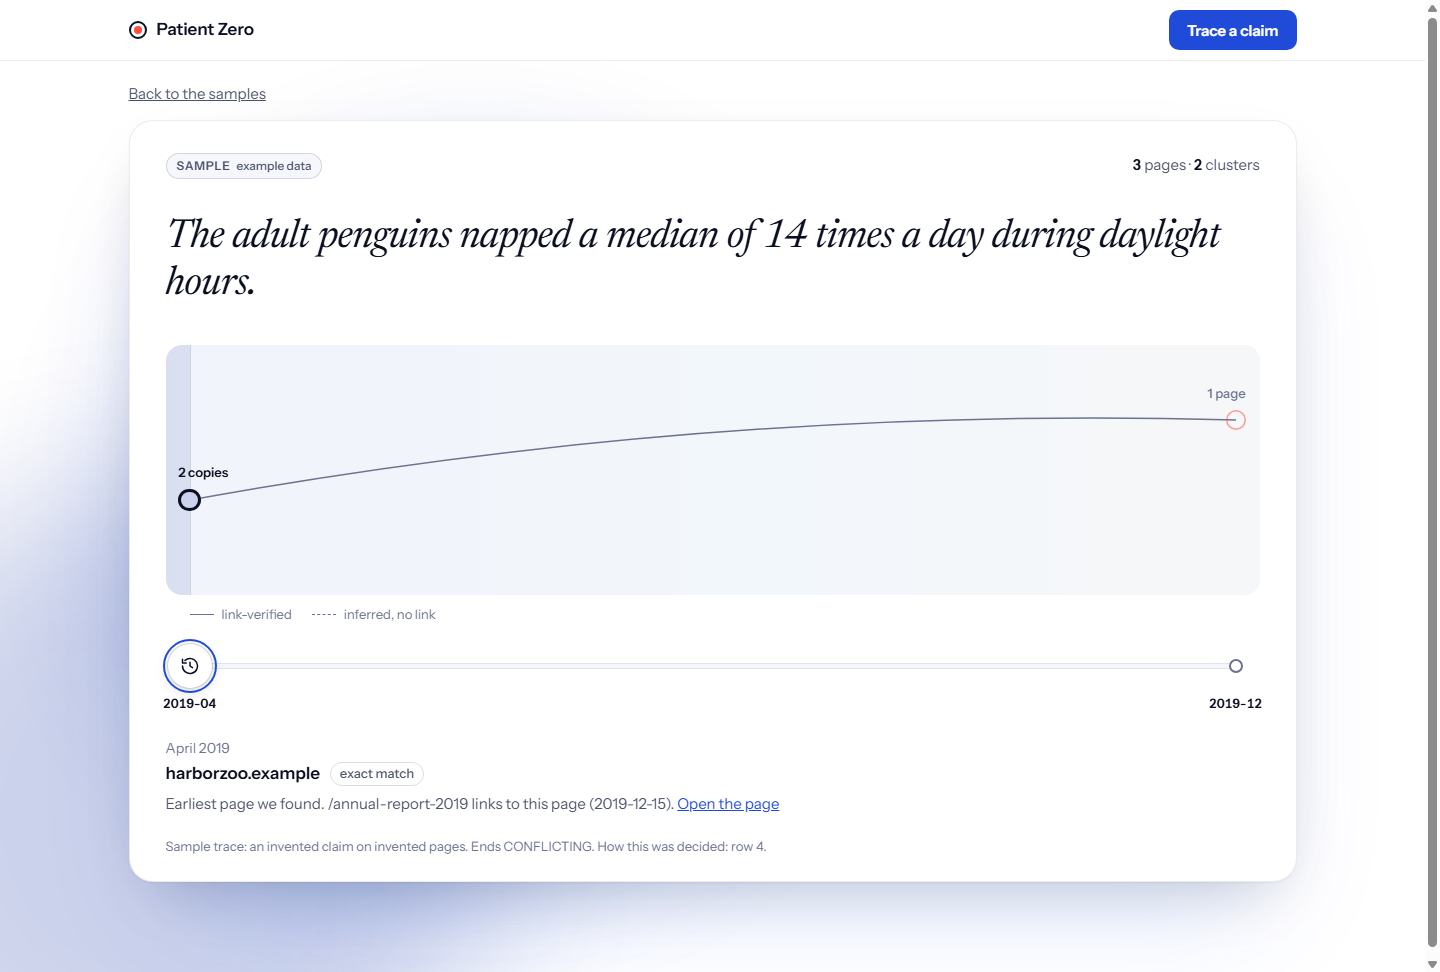 Patient Zero
Trace a claim
Back to the samples
SAMPLE example data
3 pages · 2 clusters
The adult penguins napped a median of 14 times a day during daylight
hours.
1 page
2 copies
link-verified
inferred, no link
2019-04
2019-12
April 2019
harborzoo.example exact match
Earliest page we found. /annual-report-2019 links to this page (2019-12-15). Open the page
Sample trace: an invented claim on invented pages. Ends CONFLICTING. How this was decided: row 4.